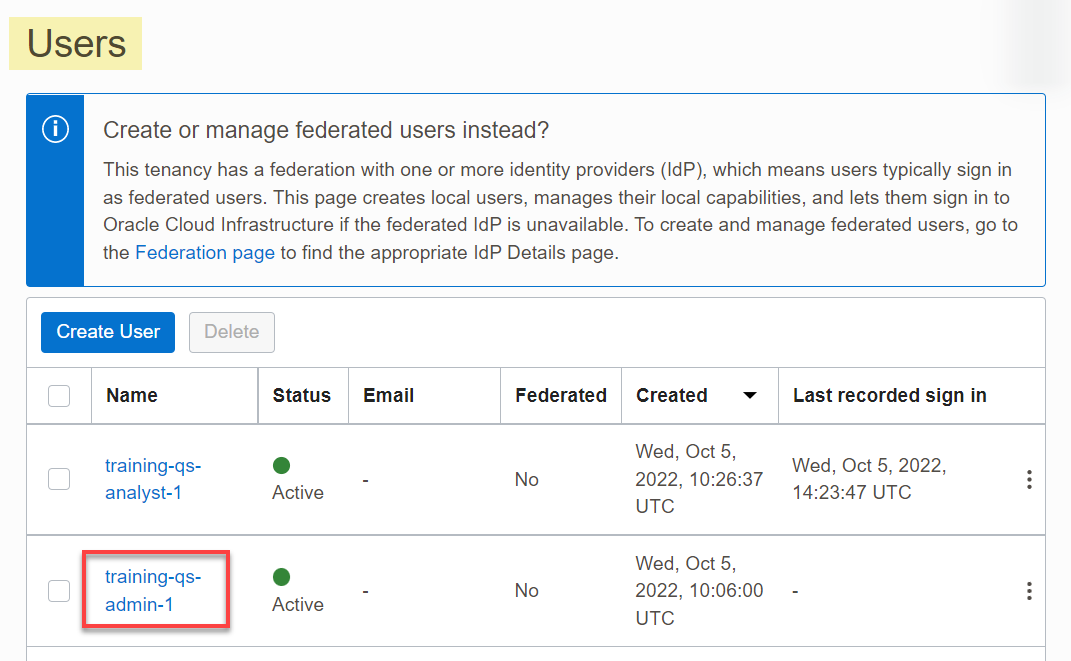 Users
Create or manage federated users instead?
This tenancy has a federation with one or more identity providers (IdP), which means users typically sign in
as federated users. This page creates local users, manages their local capabilities, and lets them sign in to
Oracle Cloud Infrastructure if the federated IdP is unavailable. To create and manage federated users, go to
the Federation page to find the appropriate IdP Details page.
Create User Delete
Name Status Email Federated Created Last recorded sign in
training-qs-
analyst-1
Active
-
No
Wed, Oct 5,
2022, 10:26:37
UTC
Wed, Oct 5, 2022,
14:23:47 UTC
training-qs-
admin-1
Active
-
No
Wed, Oct 5,
2022, 10:06:00
UTC
-